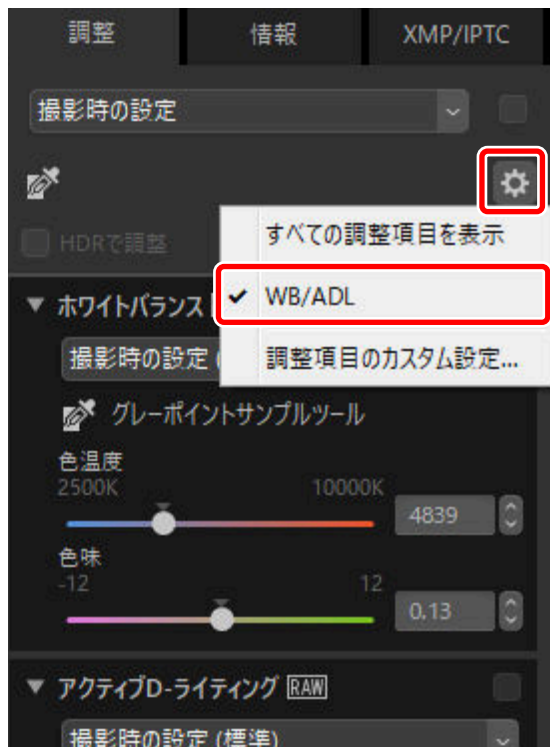 調整 情報 XMP/IPTC
撮影時の設定
HDRで調整
すべての調整項目を表示
WB/ADL
調整項目のカスタム設定...
ホワイトバランス
撮影時の設定 (
グレーポイントサンプルツール
色温度
2500K 10000K
4839
色味
-12 12
0.13
アクティブD-ライティング RAW
撮影時の設定 (標準)